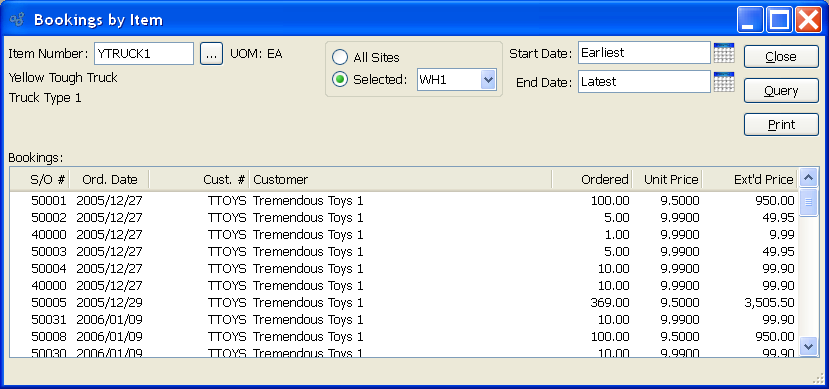 Bookings by Item
Item Number: YTRUCK1 ... UOM: EA
Yellow Tough Truck
Truck Type 1
All Sites
Selected: WH1
Start Date: Earliest
End Date: Latest
Close
Query
Print
Bookings:
S/O # Ord. Date Cust. # Customer Ordered Unit Price Ext'd Price
50001 2005/12/27 TTOYS Tremendous Toys 1 100.00 9.5000 950.00
50002 2005/12/27 TTOYS Tremendous Toys 1 5.00 9.9900 49.95
40000 2005/12/27 TTOYS Tremendous Toys 1 1.00 9.9900 9.99
50003 2005/12/27 TTOYS Tremendous Toys 1 5.00 9.9900 49.95
50004 2005/12/27 TTOYS Tremendous Toys 1 10.00 9.9900 99.90
40000 2005/12/27 TTOYS Tremendous Toys 1 10.00 9.9900 99.90
50005 2005/12/29 TTOYS Tremendous Toys 1 369.00 9.5000 3,505.50
50031 2006/01/09 TTOYS Tremendous Toys 1 10.00 9.9900 99.90
50008 2006/01/09 TTOYS Tremendous Toys 1 100.00 9.5000 950.00
50030 2006/01/09 TTOYS Tremendous Toys 1 10.00 9.9900 99.90